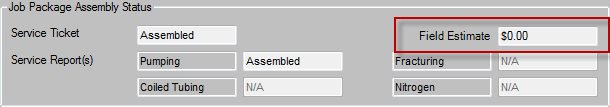 Job Package Assembly Status
Service Ticket Assembled Field Estimate $0.00
Service Report(s) Pumping Assembled Fracturing N/A
Coiled Tubing N/A Nitrogen N/A